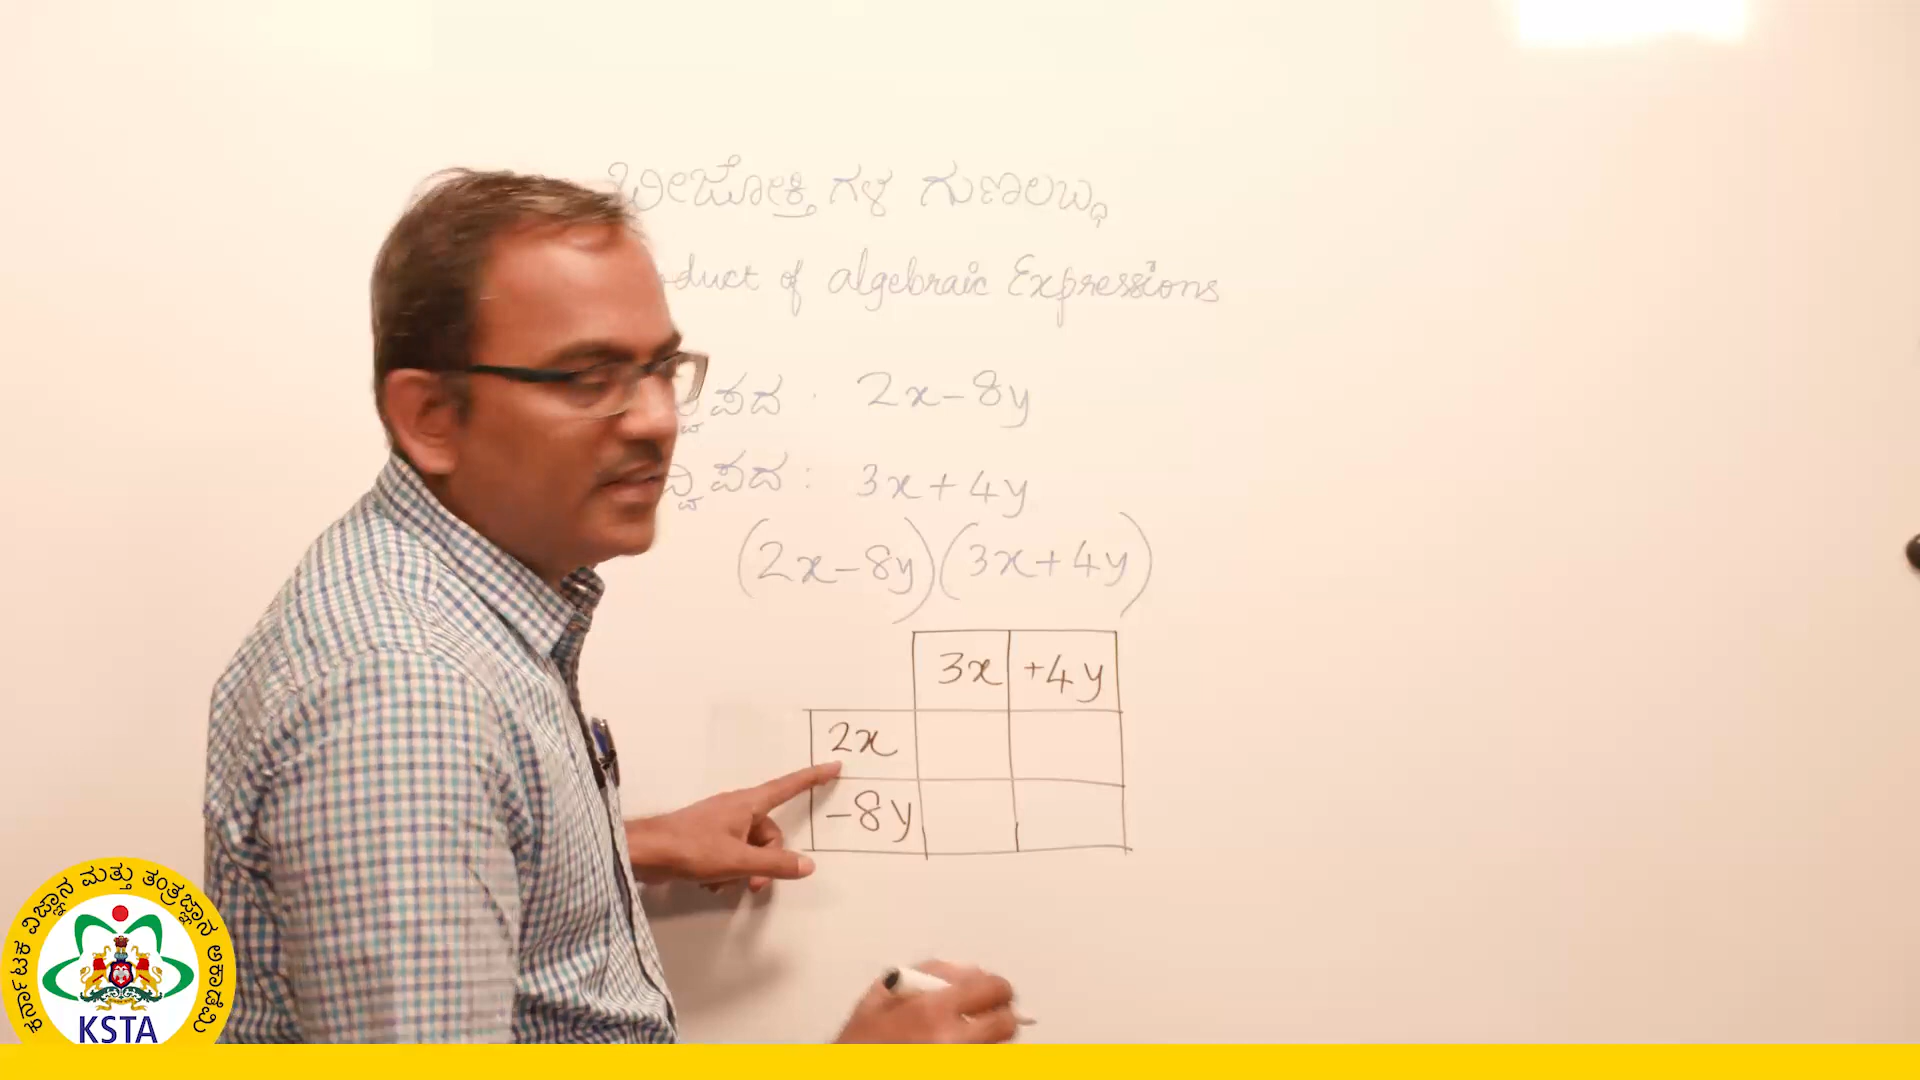 ಬೀಜೋಕ್ತಿಗಳ ಗುಣಲಬ್ಧ
duct of algebraic Expressions
ದ್ವಿಪದ : 2x-8y
ದ್ವಿಪದ : 3x+4y
(2x-8y)(3x+4y)
3x +4y
2x
-8y
ಕರ್ನಾಟಕ ವಿಜ್ಞಾನ ಮತ್ತು ತಂತ್ರಜ್ಞಾನ ಅಕಾಡೆಮಿ
KSTA